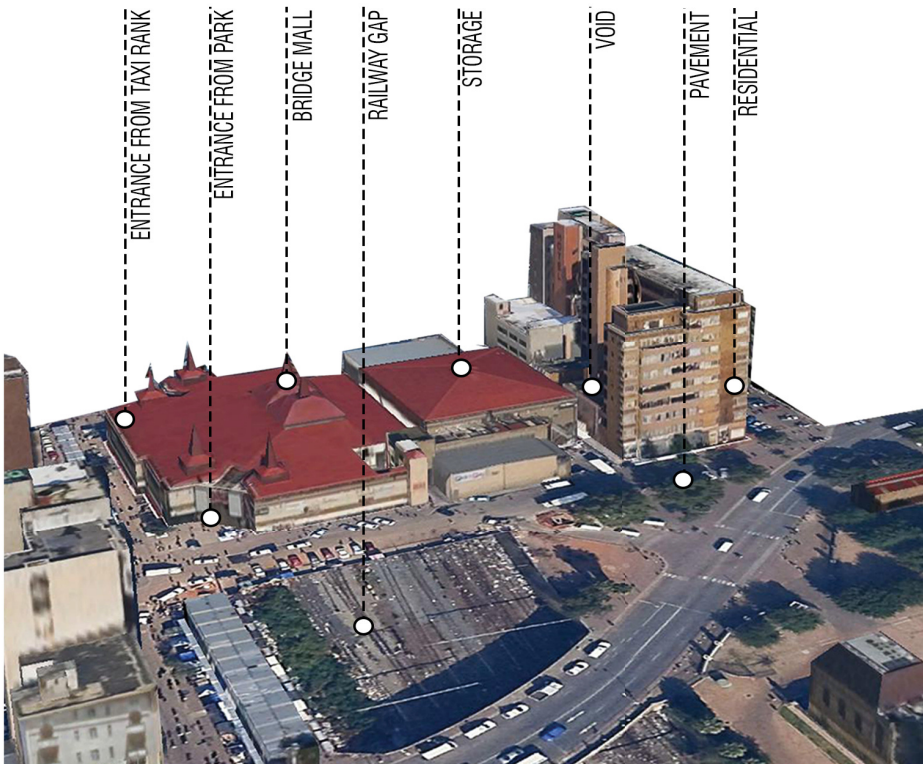 ENTRANCE FROM TAXI RANK
ENTRANCE FROM PARK
BRIDGE MALL
RAILWAY GAP
STORAGE
VOID
PAVEMENT
RESIDENTIAL